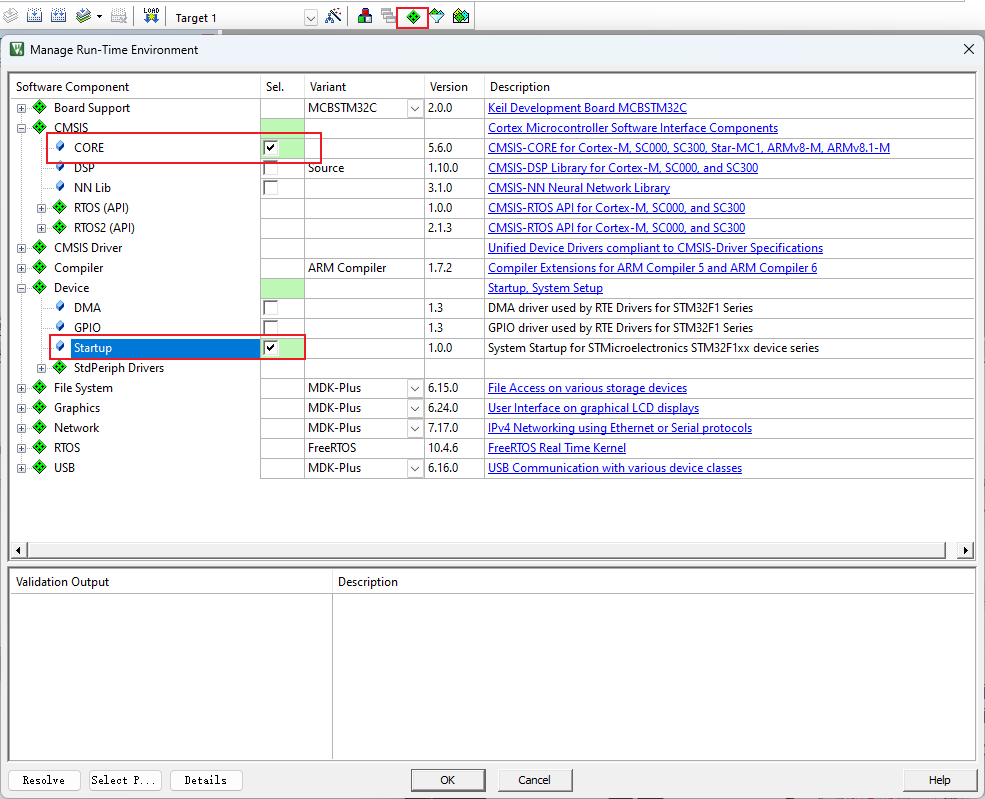 LOAD
Target 1
Manage Run-Time Environment
Software Component Sel. Variant Version Description
Board Support MCBSTM32C 2.0.0 Keil Development Board MCBSTM32C
CMSIS Cortex Microcontroller Software Interface Components
CORE 5.6.0 CMSIS-CORE for Cortex-M, SC000, SC300, Star-MC1, ARMv8-M, ARMv8.1-M
DSP Source 1.10.0 CMSIS-DSP Library for Cortex-M, SC000, and SC300
NN Lib 3.1.0 CMSIS-NN Neural Network Library
RTOS (API) 1.0.0 CMSIS-RTOS API for Cortex-M, SC000, and SC300
RTOS2 (API) 2.1.3 CMSIS-RTOS API for Cortex-M, SC000, and SC300
CMSIS Driver Unified Device Drivers compliant to CMSIS-Driver Specifications
Compiler ARM Compiler 1.7.2 Compiler Extensions for ARM Compiler 5 and ARM Compiler 6
Device Startup, System Setup
DMA 1.3 DMA driver used by RTE Drivers for STM32F1 Series
GPIO 1.3 GPIO driver used by RTE Drivers for STM32F1 Series
Startup 1.0.0 System Startup for STMicroelectronics STM32F1xx device series
StdPeriph Drivers
File System MDK-Plus 6.15.0 File Access on various storage devices
Graphics MDK-Plus 6.24.0 User Interface on graphical LCD displays
Network MDK-Plus 7.17.0 IPv4 Networking using Ethernet or Serial protocols
RTOS FreeRTOS 10.4.6 FreeRTOS Real Time Kernel
USB MDK-Plus 6.16.0 USB Communication with various device classes
Validation Output Description
Resolve Select P... Details OK Cancel Help